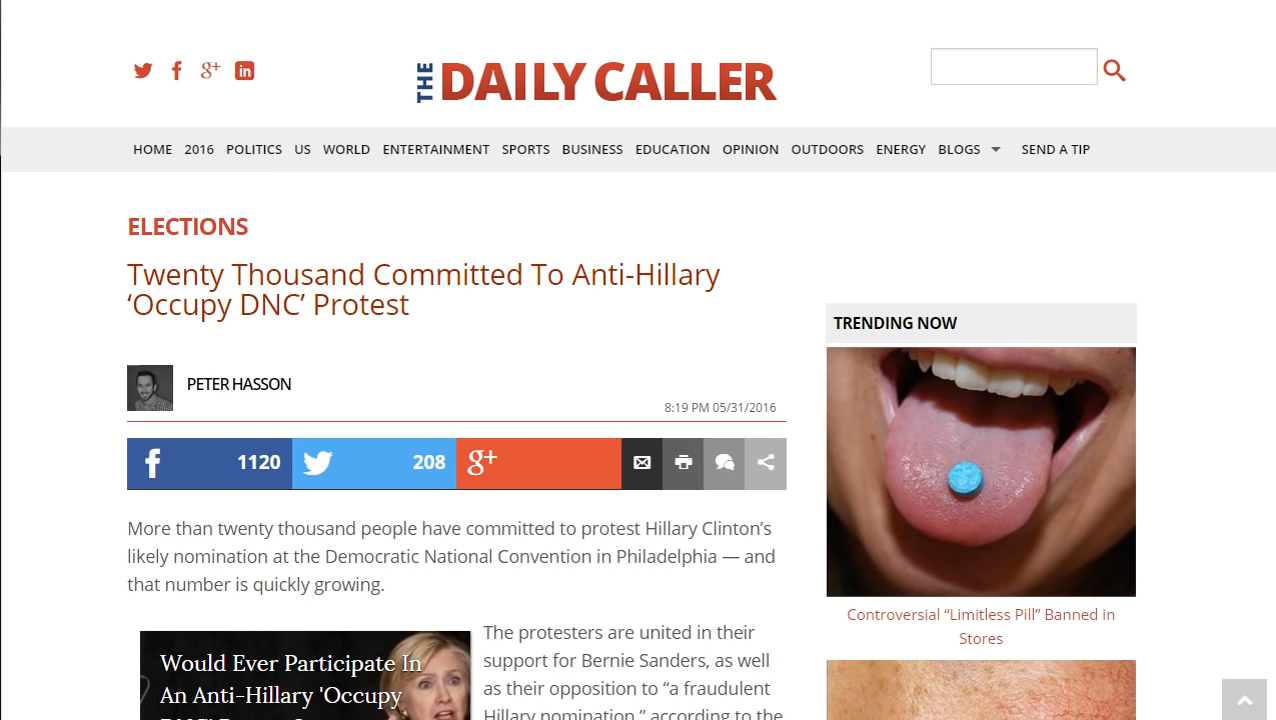 THE DAILY CALLER
HOME 2016 POLITICS US WORLD ENTERTAINMENT SPORTS BUSINESS EDUCATION OPINION OUTDOORS ENERGY BLOGS SEND A TIP
ELECTIONS
Twenty Thousand Committed To Anti-Hillary
‘Occupy DNC’ Protest
PETER HASSON
8:19 PM 05/31/2016
1120 208 g+
More than twenty thousand people have committed to protest Hillary Clinton’s
likely nomination at the Democratic National Convention in Philadelphia — and
that number is quickly growing.
Would Ever Participate In
An Anti-Hillary 'Occupy
The protesters are united in their
support for Bernie Sanders, as well
as their opposition to “a fraudulent
Hillary nomination,” according to the
TRENDING NOW
Controversial “Limitless Pill” Banned in
Stores